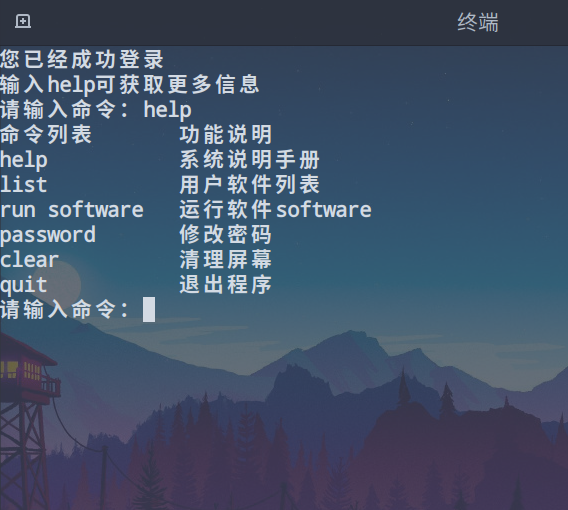 终端
您已经成功登录
输入help可获取更多信息
请输入命令：help
命令列表 功能说明
help 系统说明手册
list 用户软件列表
run software 运行软件software
password 修改密码
clear 清理屏幕
quit 退出程序
请输入命令：